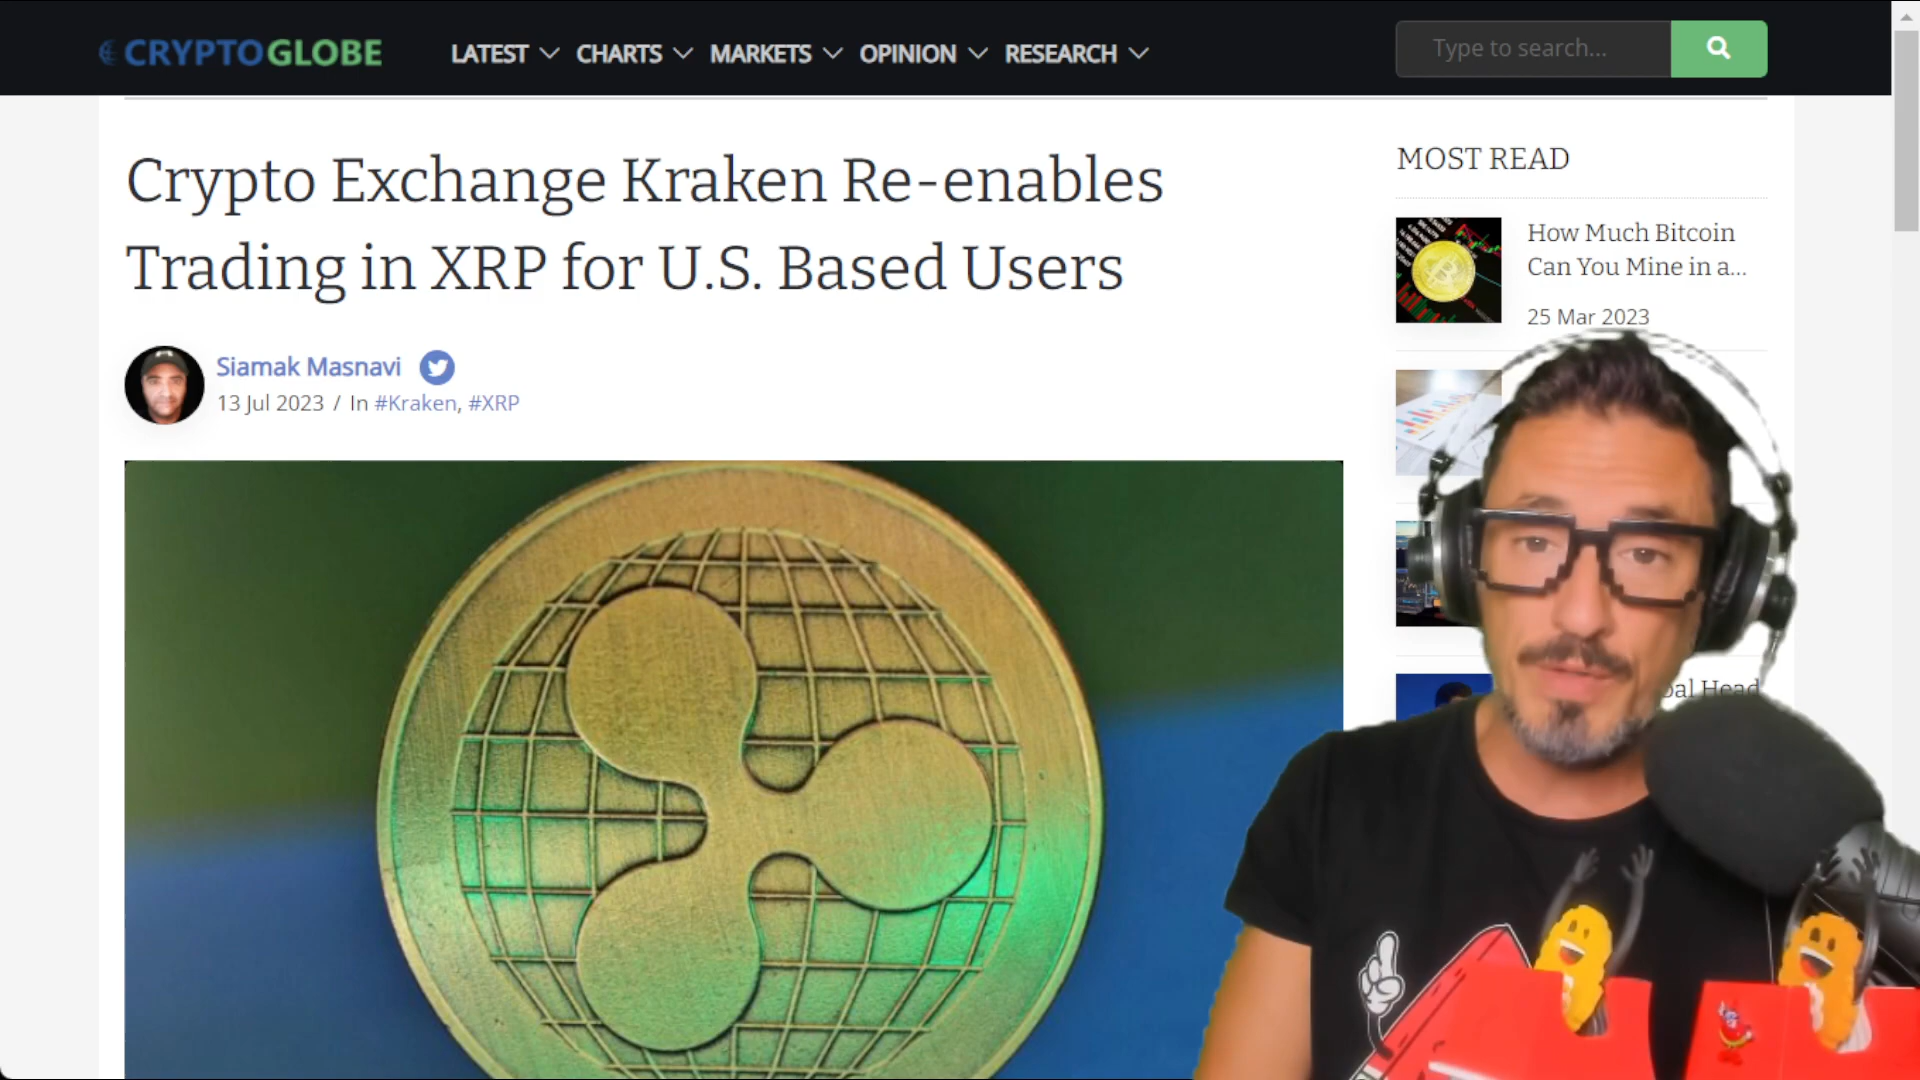 CRYPTOGLOBE
LATEST
CHARTS
MARKETS
OPINION
RESEARCH
Type to search...
Crypto Exchange Kraken Re-enables
Trading in XRP for U.S. Based Users
Siamak Masnavi
13 Jul 2023 / In #Kraken, #XRP
MOST READ
How Much Bitcoin
Can You Mine in a...
25 Mar 2023
Head